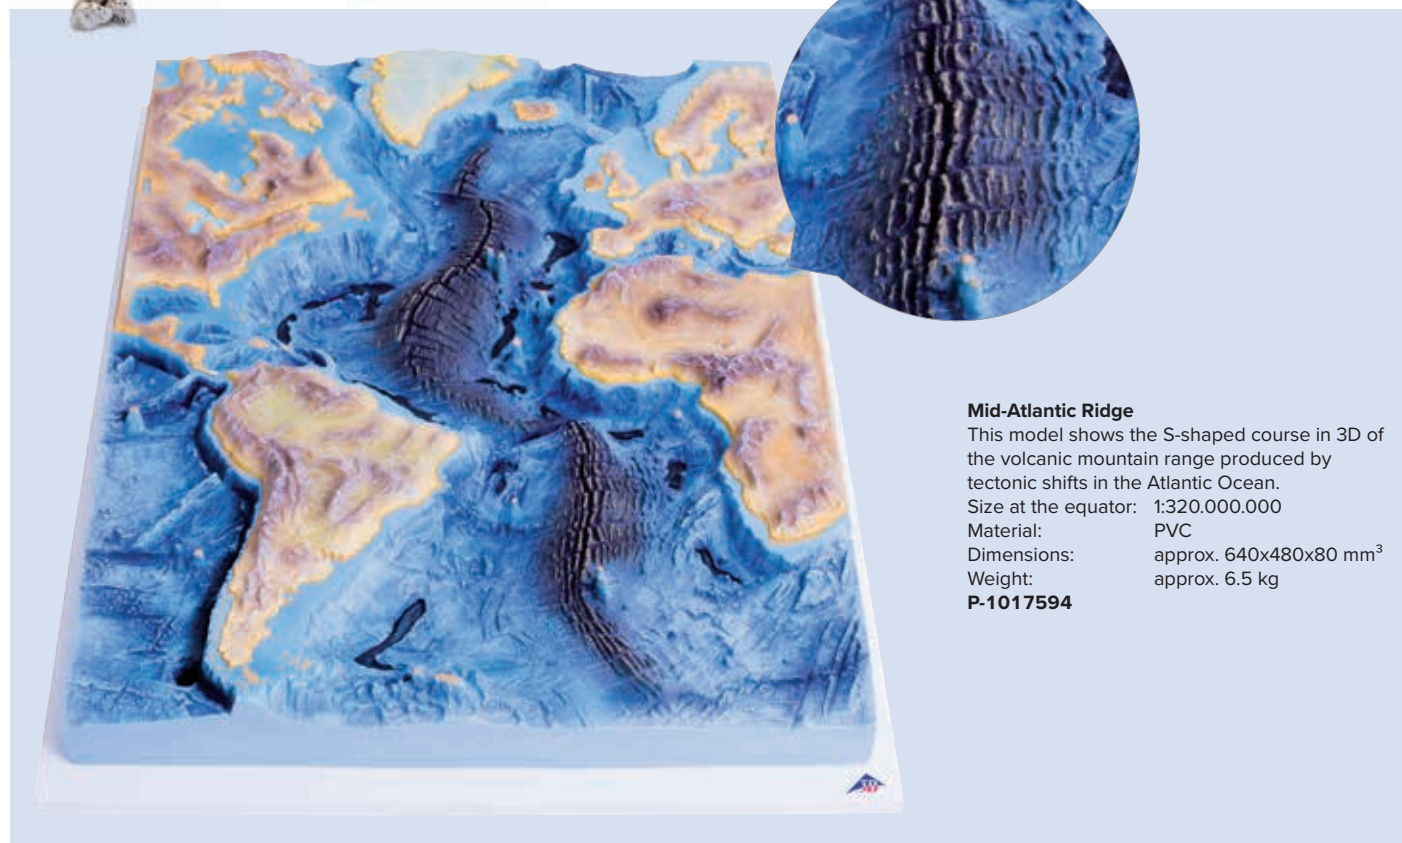 Mid-Atlantic Ridge
This model shows the S-shaped course in 3D of
the volcanic mountain range produced by
tectonic shifts in the Atlantic Ocean.
Size at the equator: 1:320.000.000
Material: PVC
Dimensions: approx. 640x480x80 mm³
Weight: approx. 6.5 kg
P-1017594